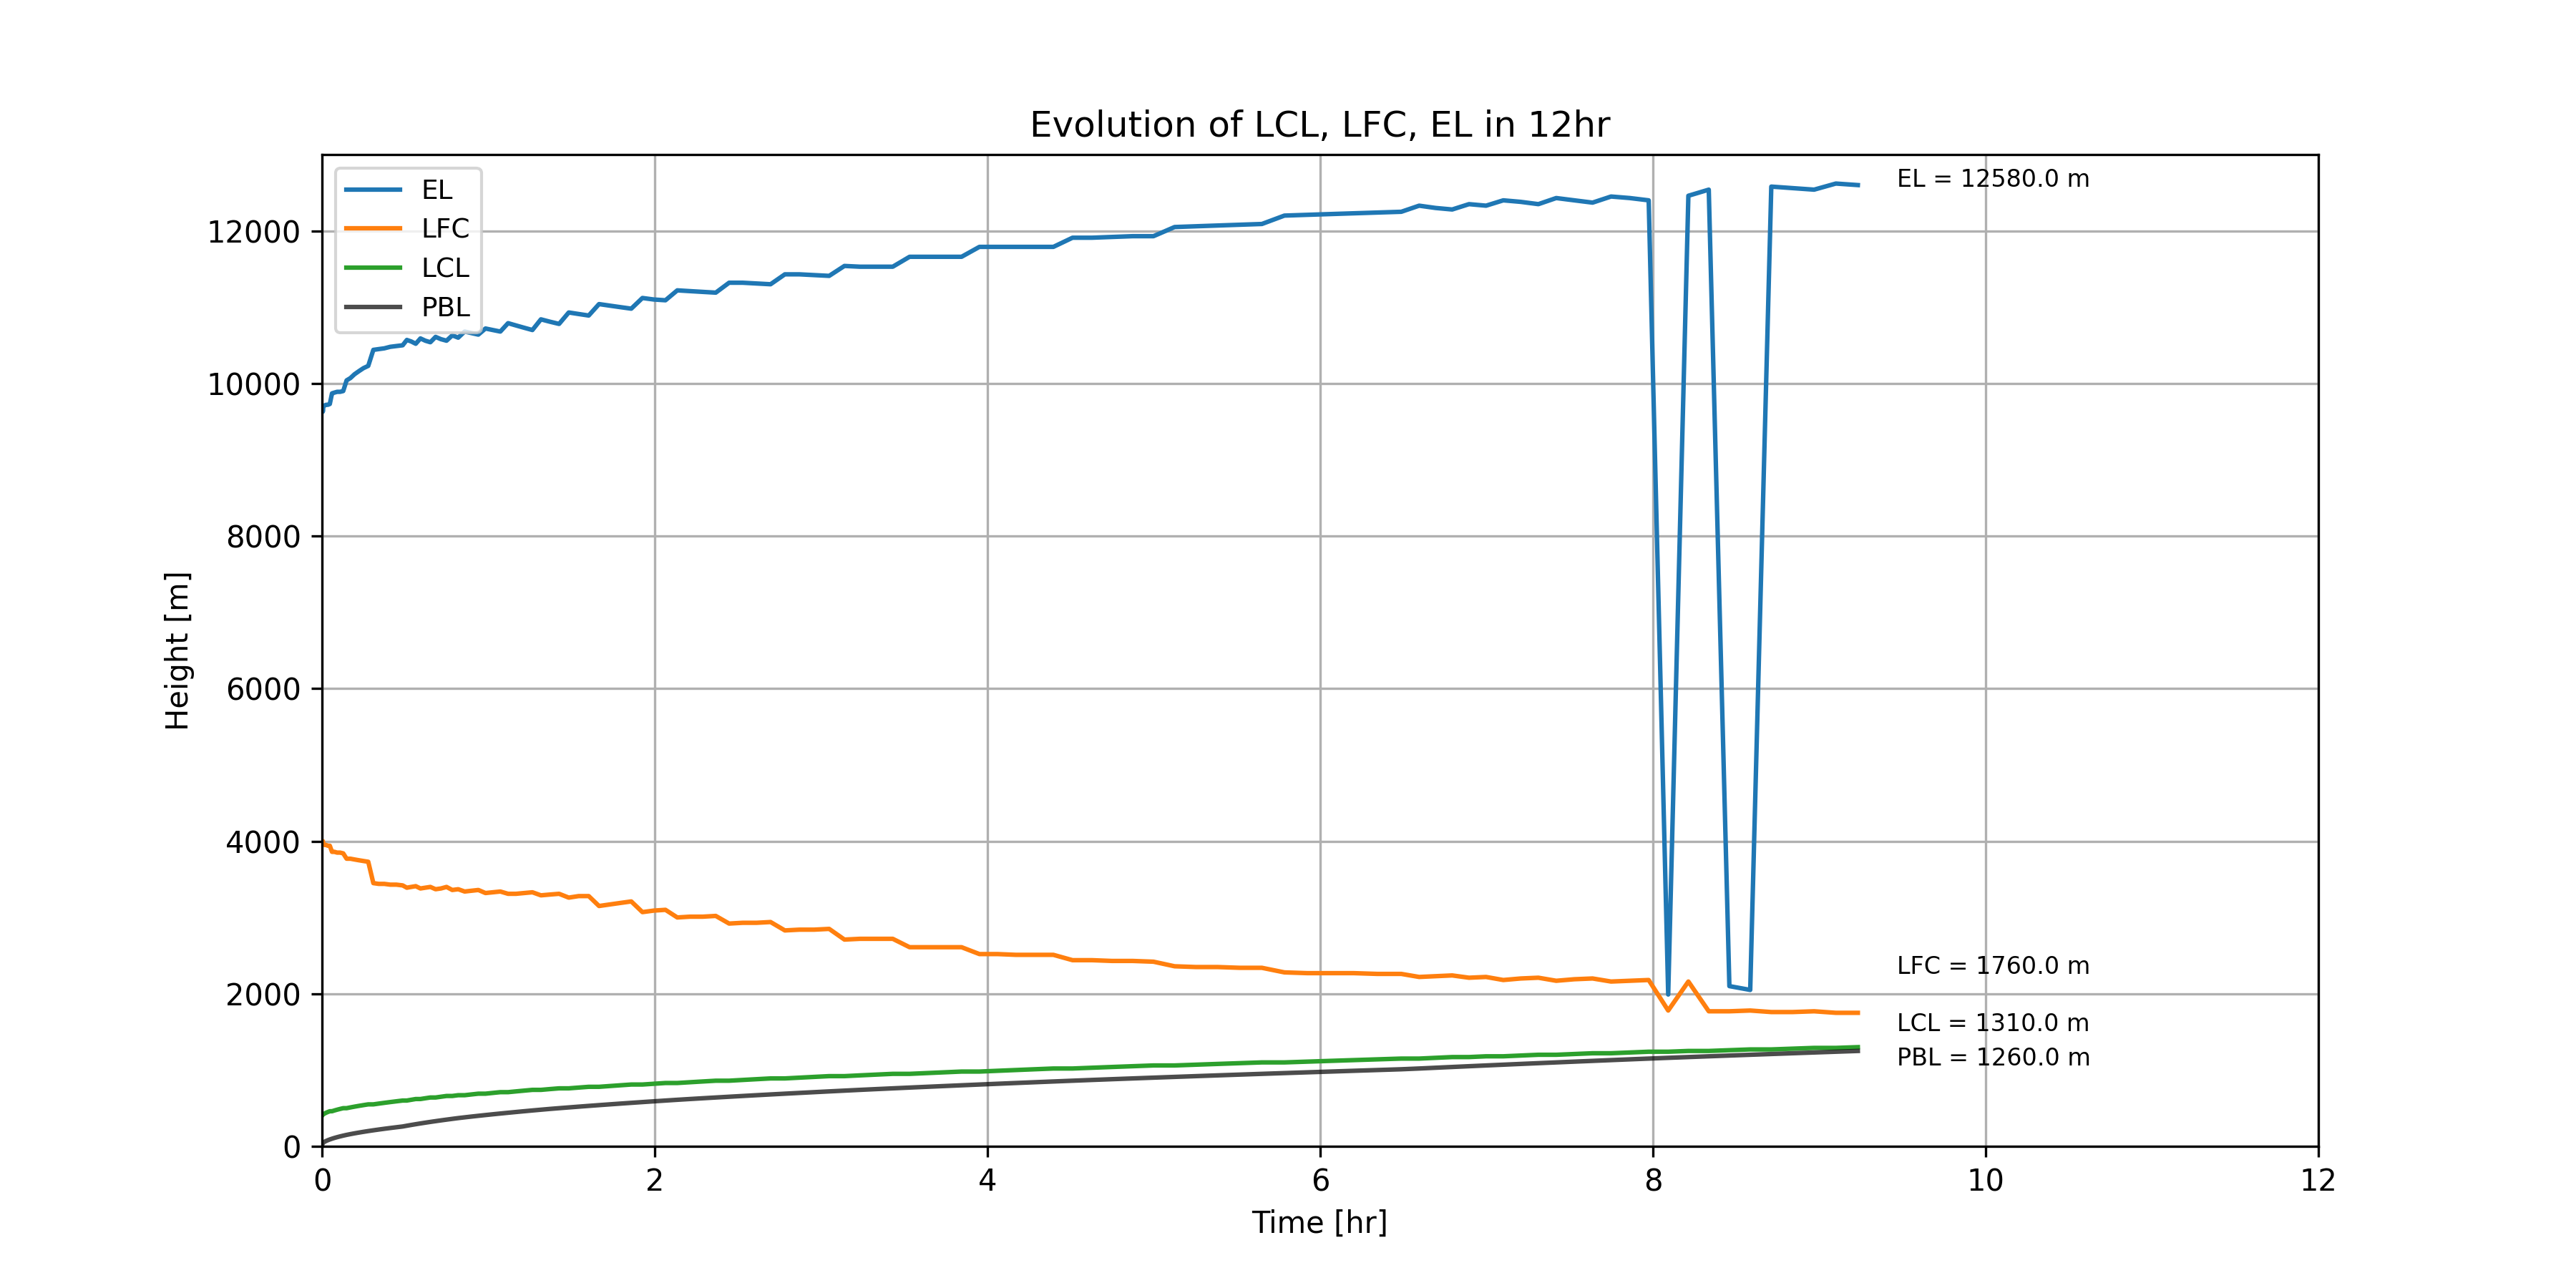 Evolution of LCL, LFC, EL in 12hr
EL
LFC
LCL
PBL
EL = 12580.0 m
LFC = 1760.0 m
LCL = 1310.0 m
PBL = 1260.0 m
Height [m]
12000
10000
8000
6000
4000
2000
0
0 2 4 6 8 10 12
Time [hr]